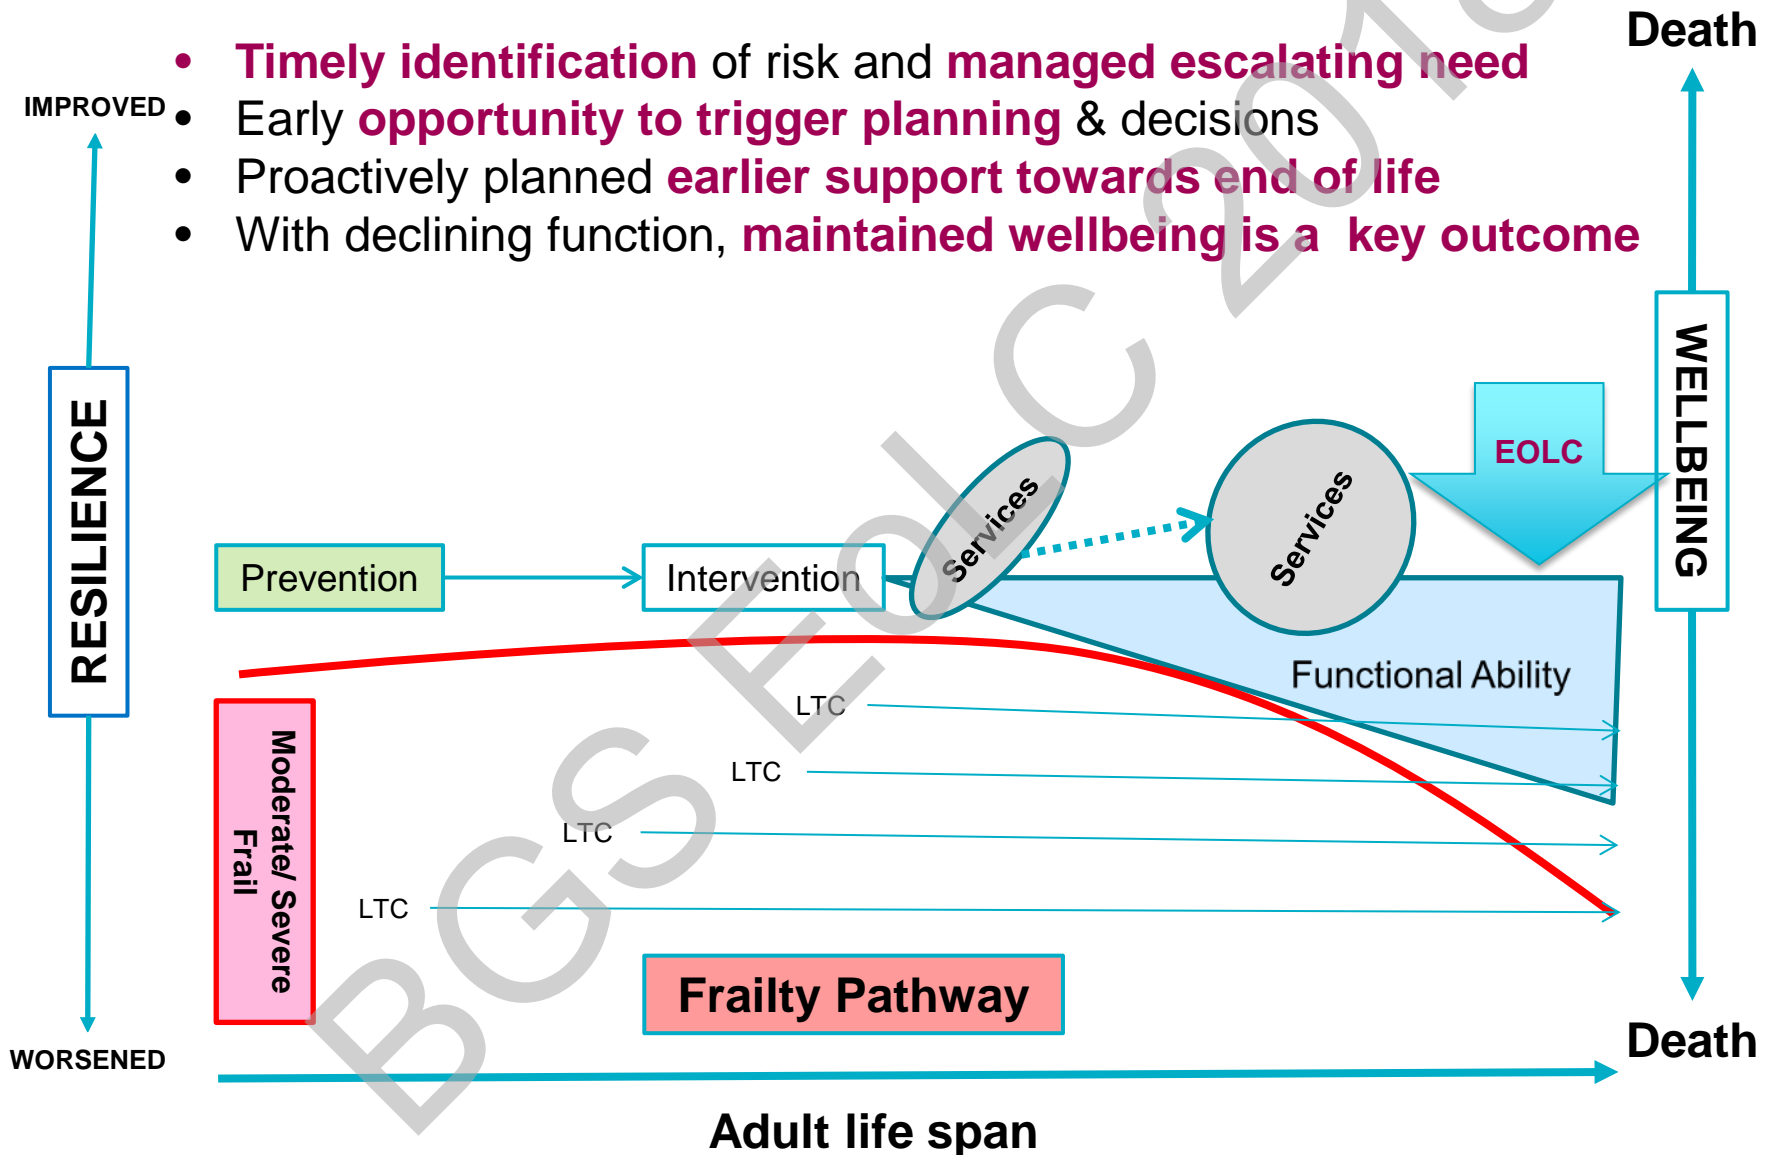 Death
• Timely identification of risk and managed escalating need
IMPROVED
• Early opportunity to trigger planning & decisions
• Proactively planned earlier support towards end of life
• With declining function, maintained wellbeing is a key outcome
RESILIENCE
WELLBEING
EOLC
Services
Services
Prevention
Intervention
Functional Ability
LTC
LTC
LTC
LTC
Moderate/ Severe
Frail
Frailty Pathway
WORSENED
Death
Adult life span
BGS EoLC